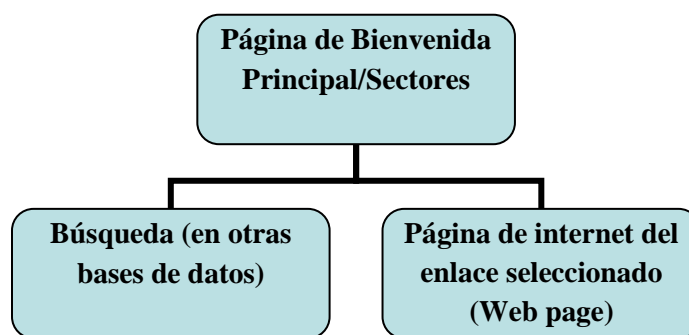 Página de Bienvenida
Principal/Sectores
Búsqueda (en otras
bases de datos)
Página de internet del
enlace seleccionado
(Web page)